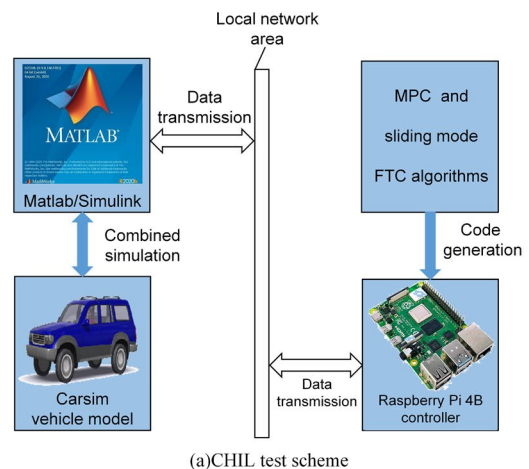 Local network
area
Data
transmission
MATLAB
Matlab/Simulink
MPC and
sliding mode
FTC algorithms
Combined
simulation
Code
generation
Carsim
vehicle model
Data
transmission
Raspberry Pi 4B
controller
(a)CHIL test scheme